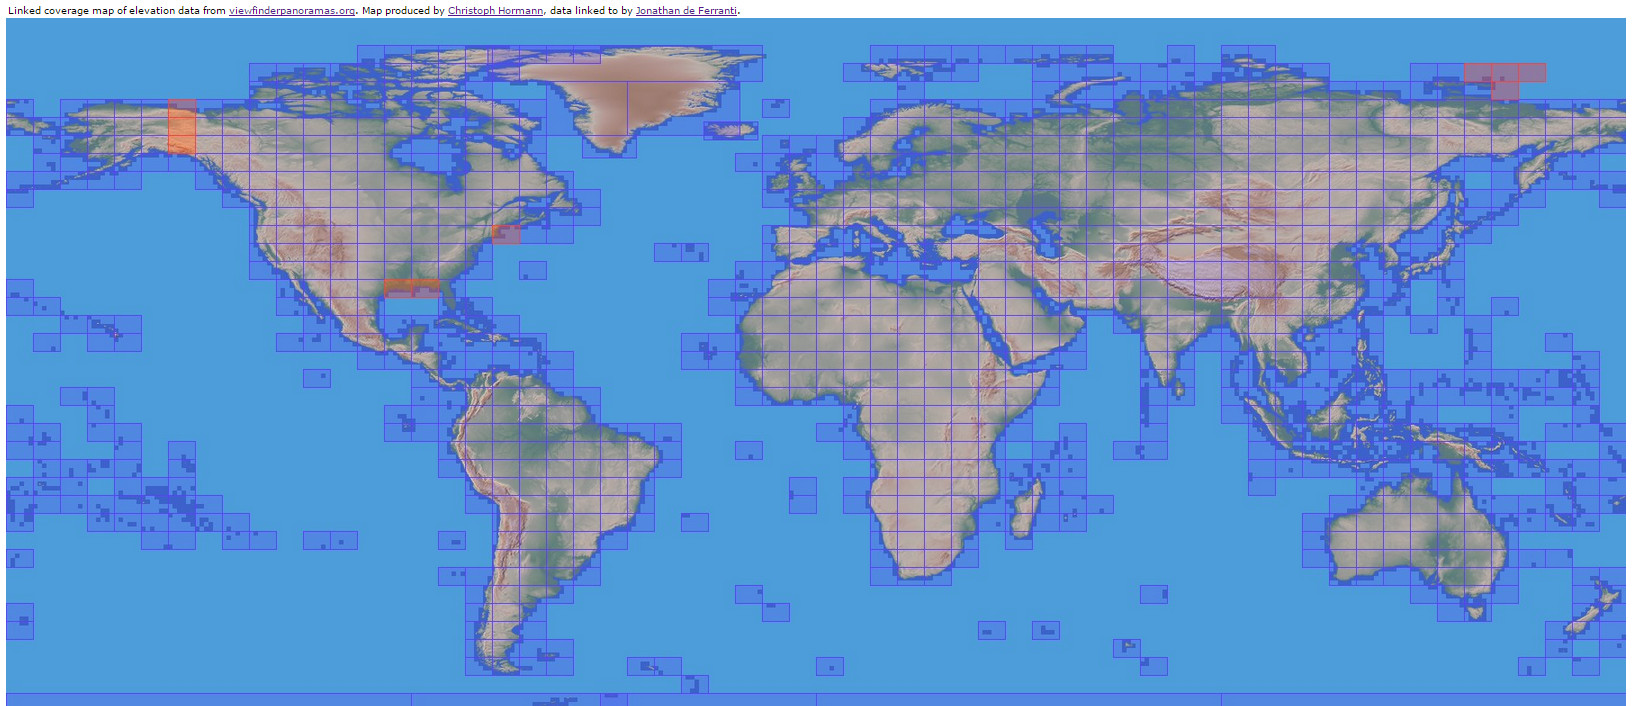 Linked coverage map of elevation data from viewfinderpanoramas.org. Map produced by Christoph Hormann, data linked to by Jonathan de Ferranti.